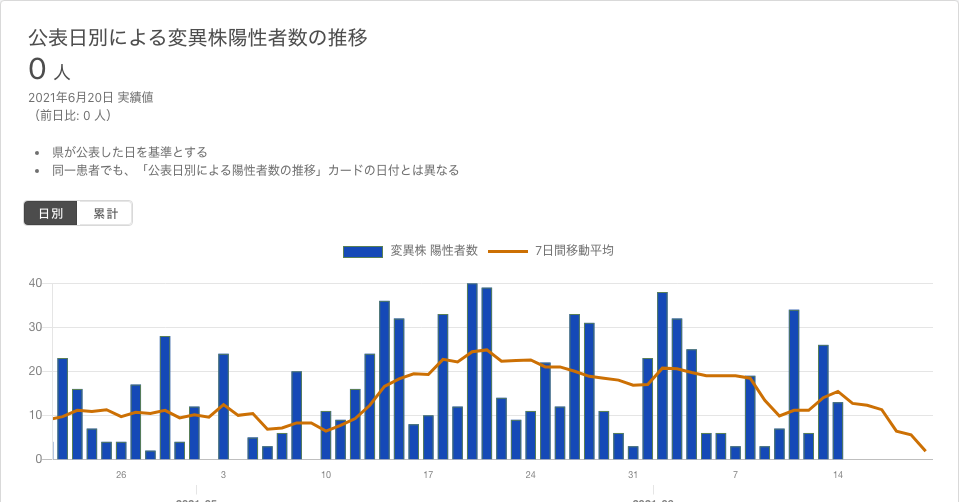 公表日別による変異株陽性者数の推移
0 人
2021年6月20日 実績値
（前日比: 0 人）
県が公表した日を基準とする
同一患者でも、「公表日別による陽性者数の推移」カードの日付とは異なる
日別 累計
変異株 陽性者数 7日間移動平均
40
30
20
10
0
26 3 10 17 24 31 7 14